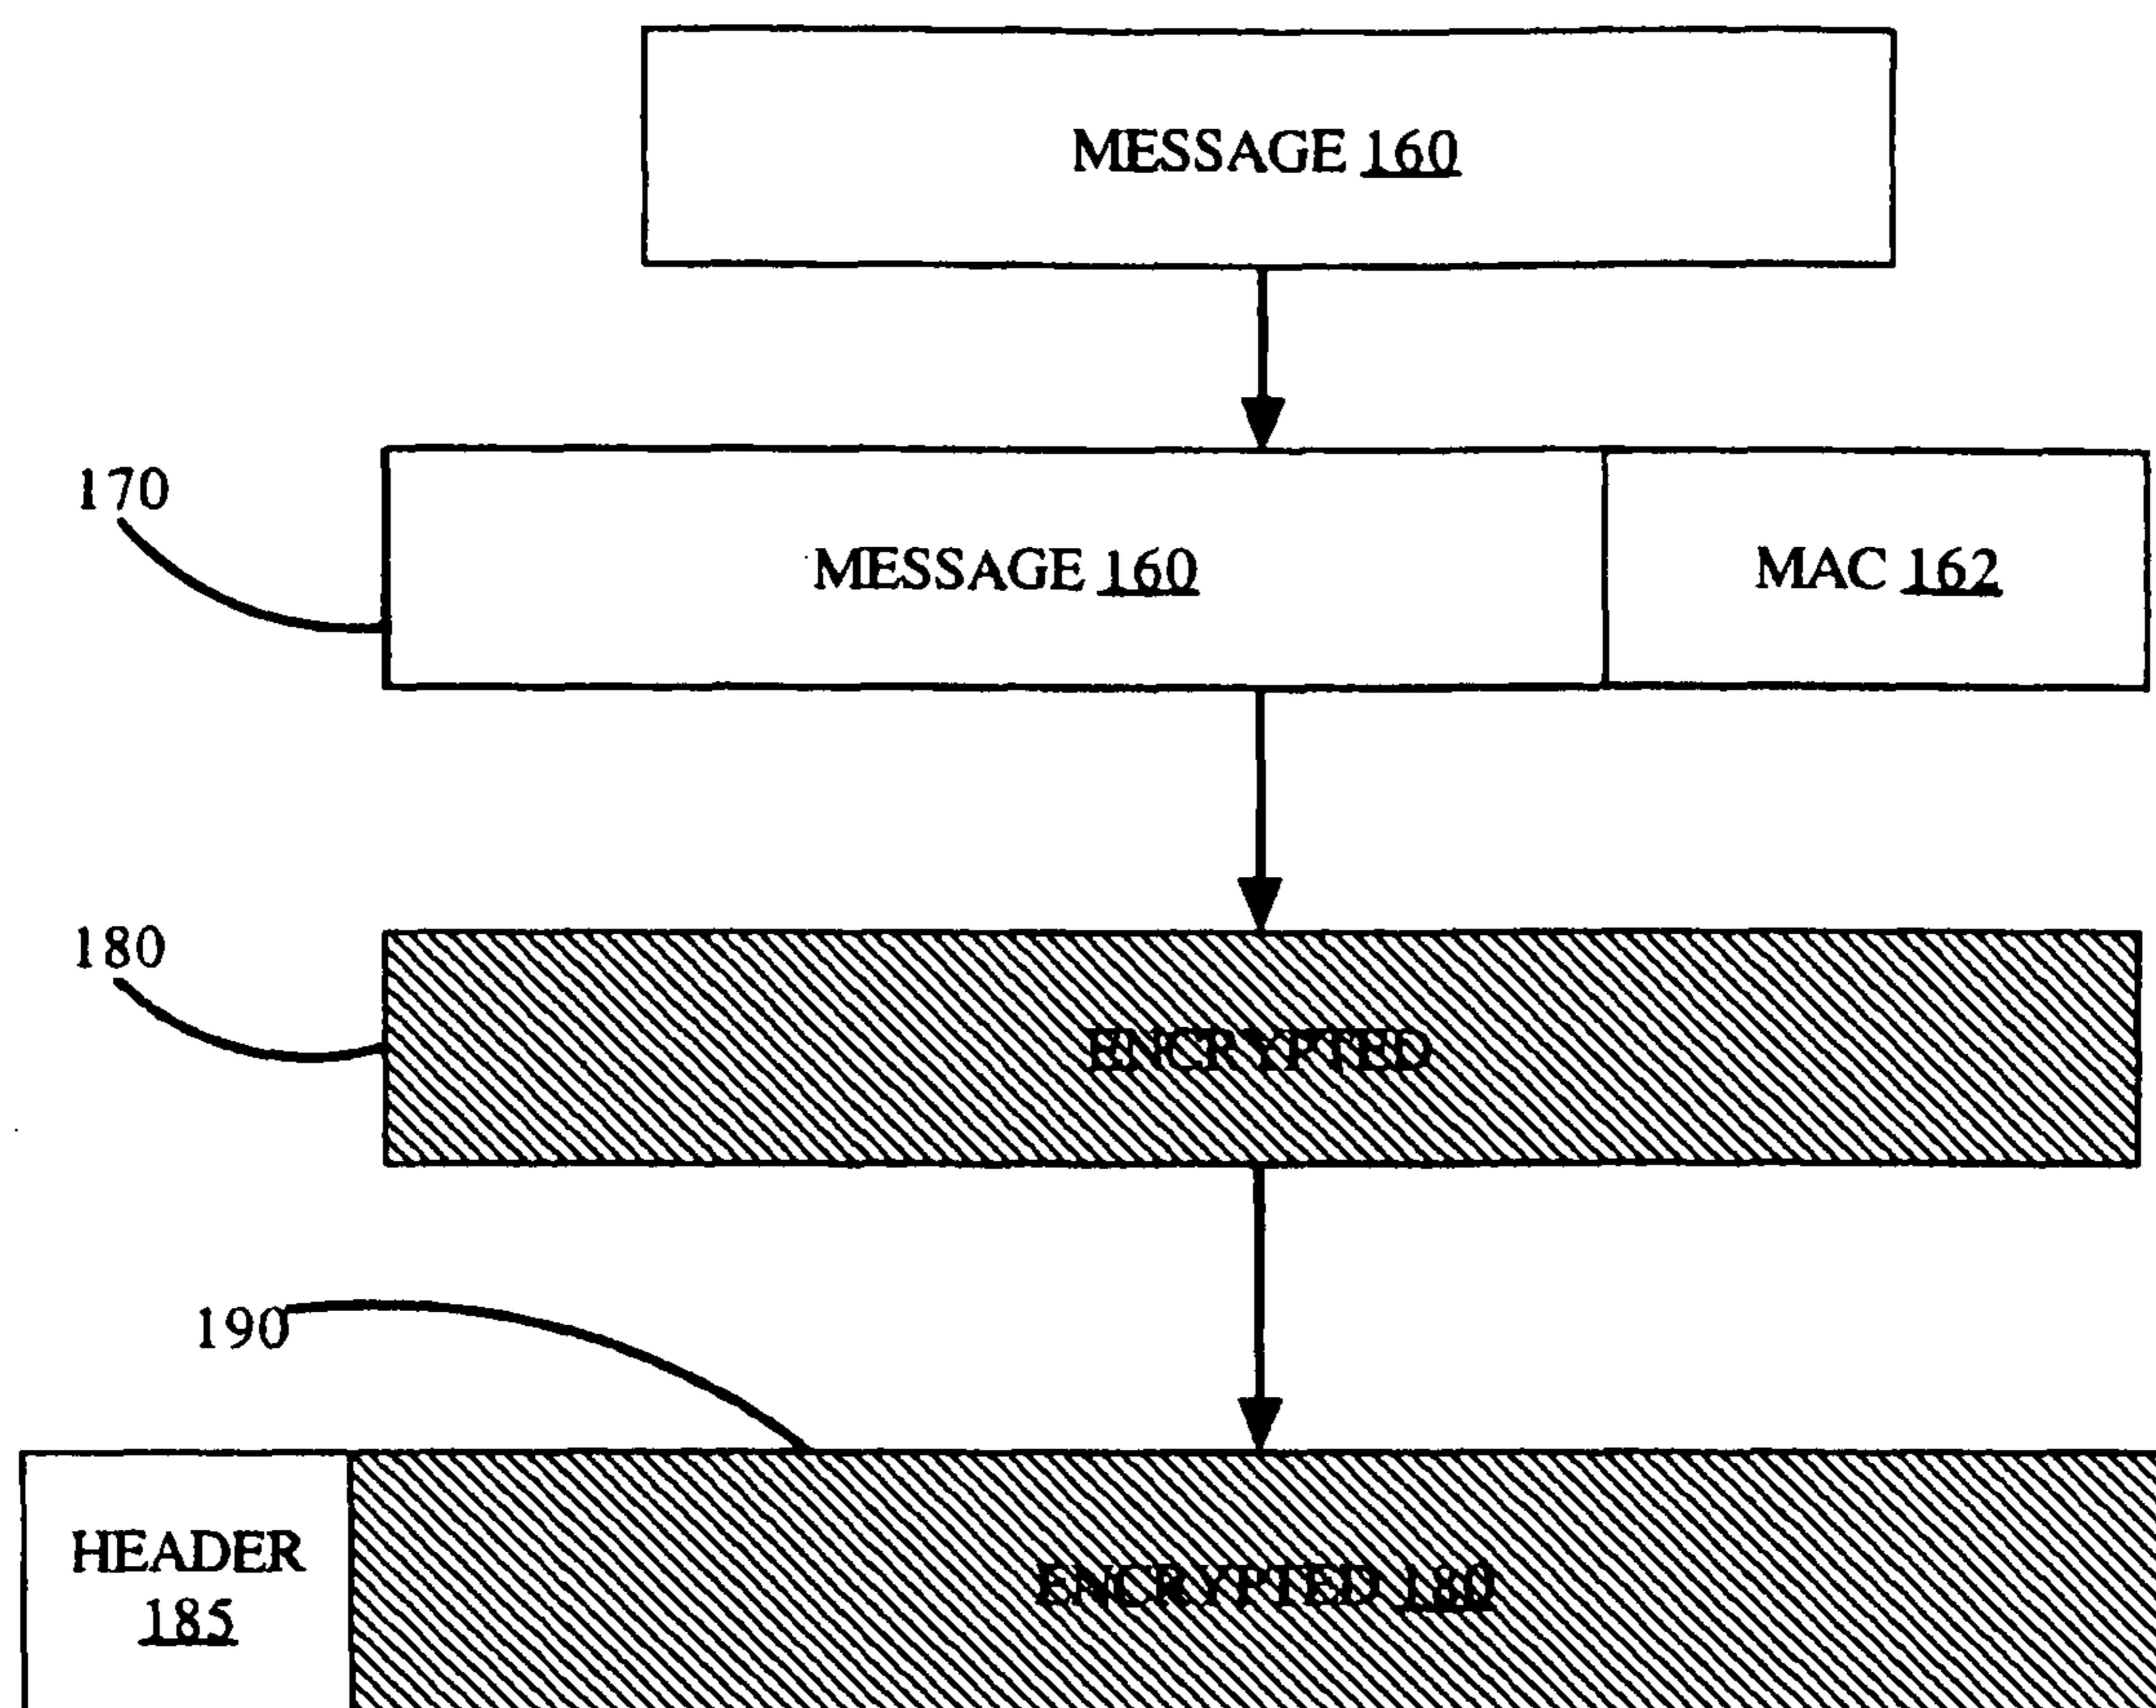 MESSAGE 160
170
MESSAGE 160
MAC 162
180
ENCRYPTED
190
HEADER
185
ENCRYPTED 180